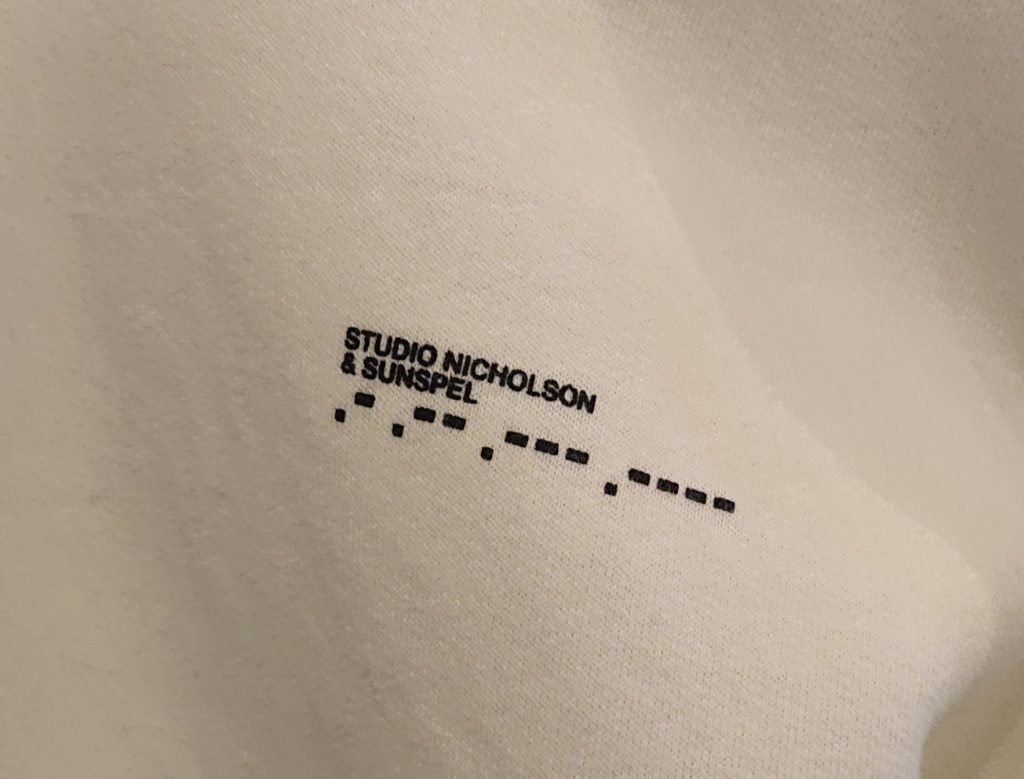 STUDIO NICHOLSON
& SUNSPEL
.- .-- .--- .----